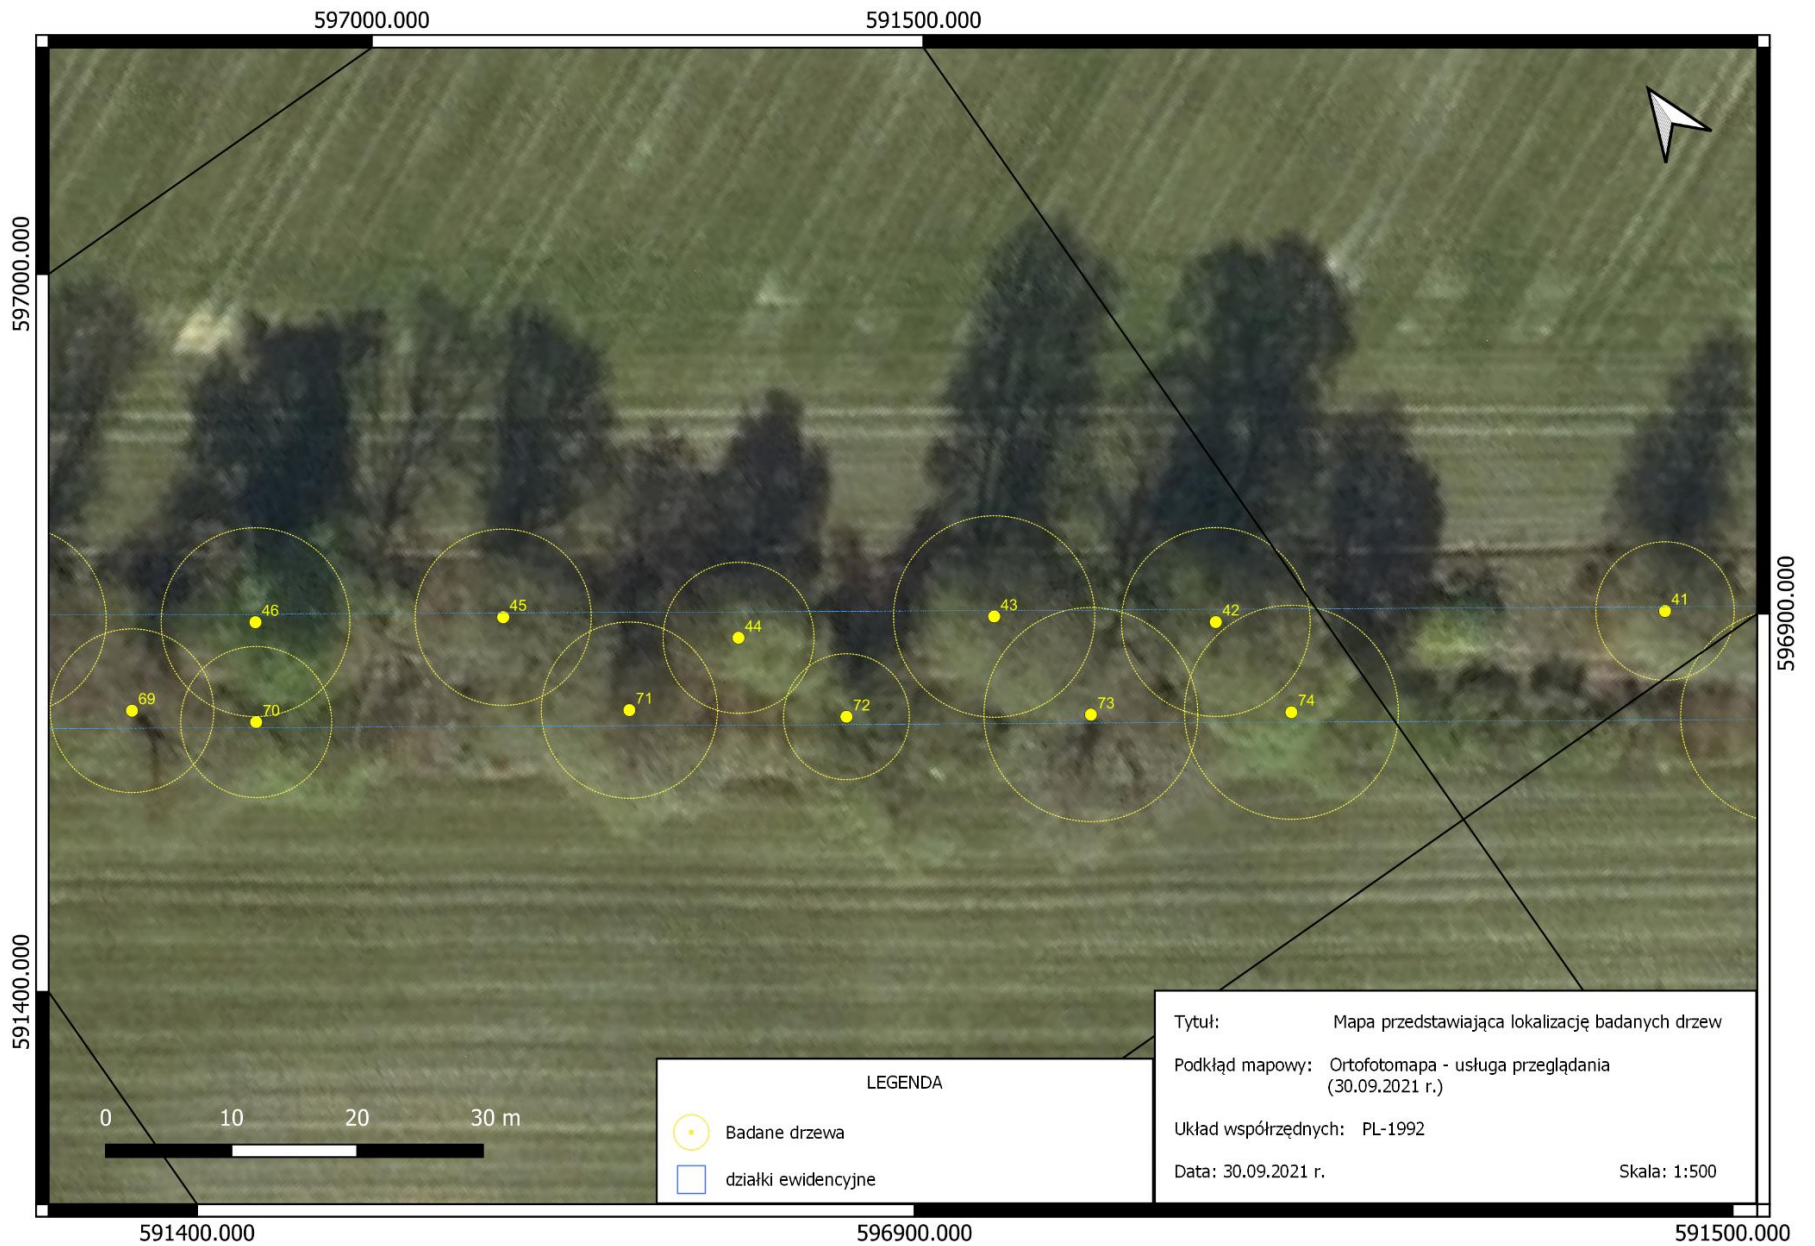 597000.000
591500.000
597000.000
46
45
44
43
42
41
69
70
71
72
73
74
596900.000
591400.000
0 10 20 30 m
LEGENDA
Badane drzewa
działki ewidencyjne
Tytuł: Mapa przedstawiająca lokalizację badanych drzew
Podkłąd mapowy: Ortofotomapa - usługa przeglądania
(30.09.2021 r.)
Układ współrzędnych: PL-1992
Data: 30.09.2021 r. Skala: 1:500
591400.000
596900.000
591500.000